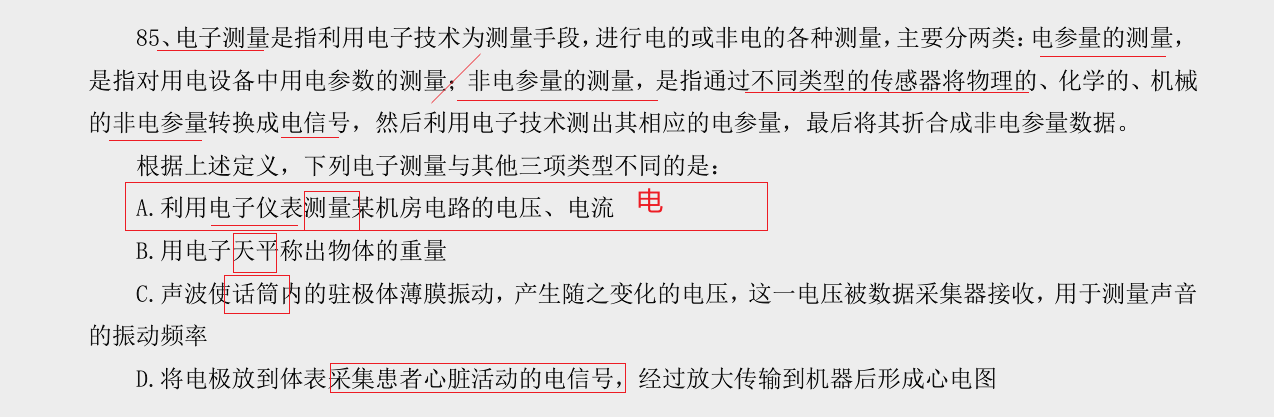 85、电子测量是指利用电子技术为测量手段，进行电的或非电的各种测量，主要分两类：电参量的测量，
是指对用电设备中用电参数的测量；非电参量的测量，是指通过不同类型的传感器将物理的、化学的、机械
的非电参量转换成电信号，然后利用电子技术测出其相应的电参量，最后将其折合成非电参量数据。
根据上述定义，下列电子测量与其他三项类型不同的是：
A.利用电子仪表测量某机房电路的电压、电流 电
B.用电子天平称出物体的重量
C.声波使话筒内的驻极体薄膜振动，产生随之变化的电压，这一电压被数据采集器接收，用于测量声音
的振动频率
D.将电极放到体表采集患者心脏活动的电信号，经过放大传输到机器后形成心电图